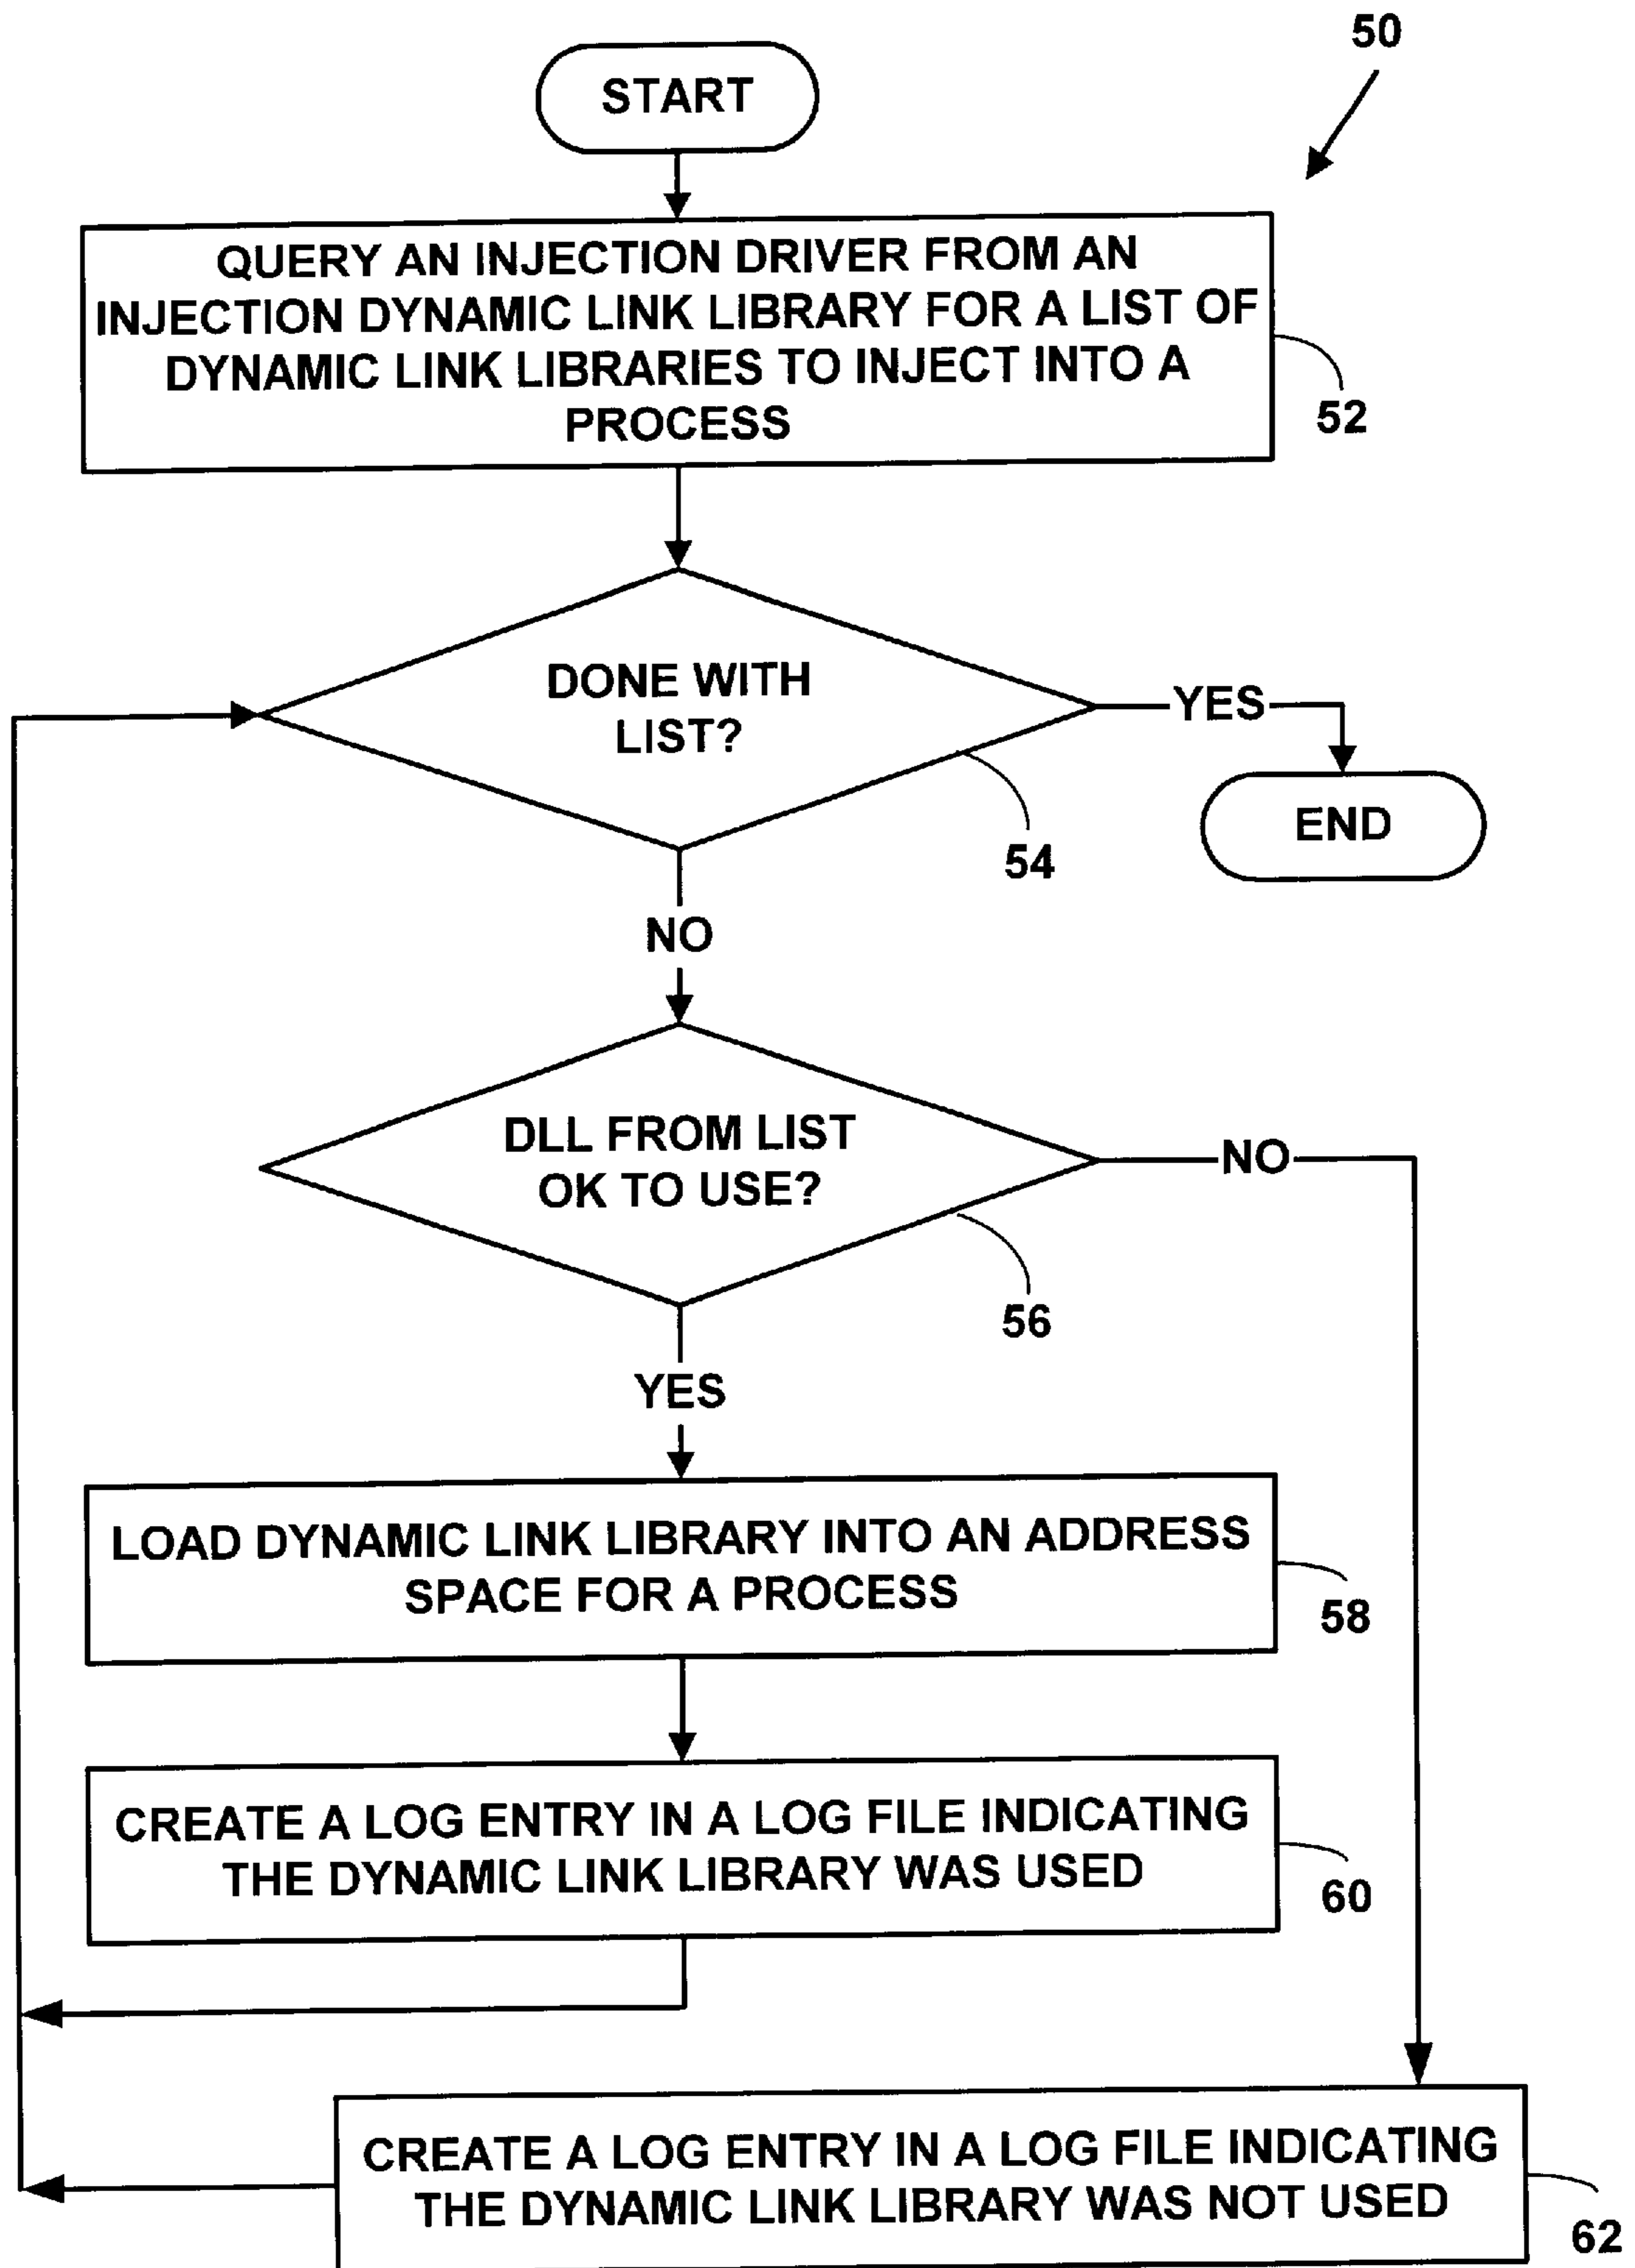 50
START
QUERY AN INJECTION DRIVER FROM AN
INJECTION DYNAMIC LINK LIBRARY FOR A LIST OF
DYNAMIC LINK LIBRARIES TO INJECT INTO A
PROCESS
52
DONE WITH
LIST?
YES
54
END
NO
DLL FROM LIST
OK TO USE?
NO
56
YES
LOAD DYNAMIC LINK LIBRARY INTO AN ADDRESS
SPACE FOR A PROCESS
58
CREATE A LOG ENTRY IN A LOG FILE INDICATING
THE DYNAMIC LINK LIBRARY WAS USED
60
CREATE A LOG ENTRY IN A LOG FILE INDICATING
THE DYNAMIC LINK LIBRARY WAS NOT USED
62